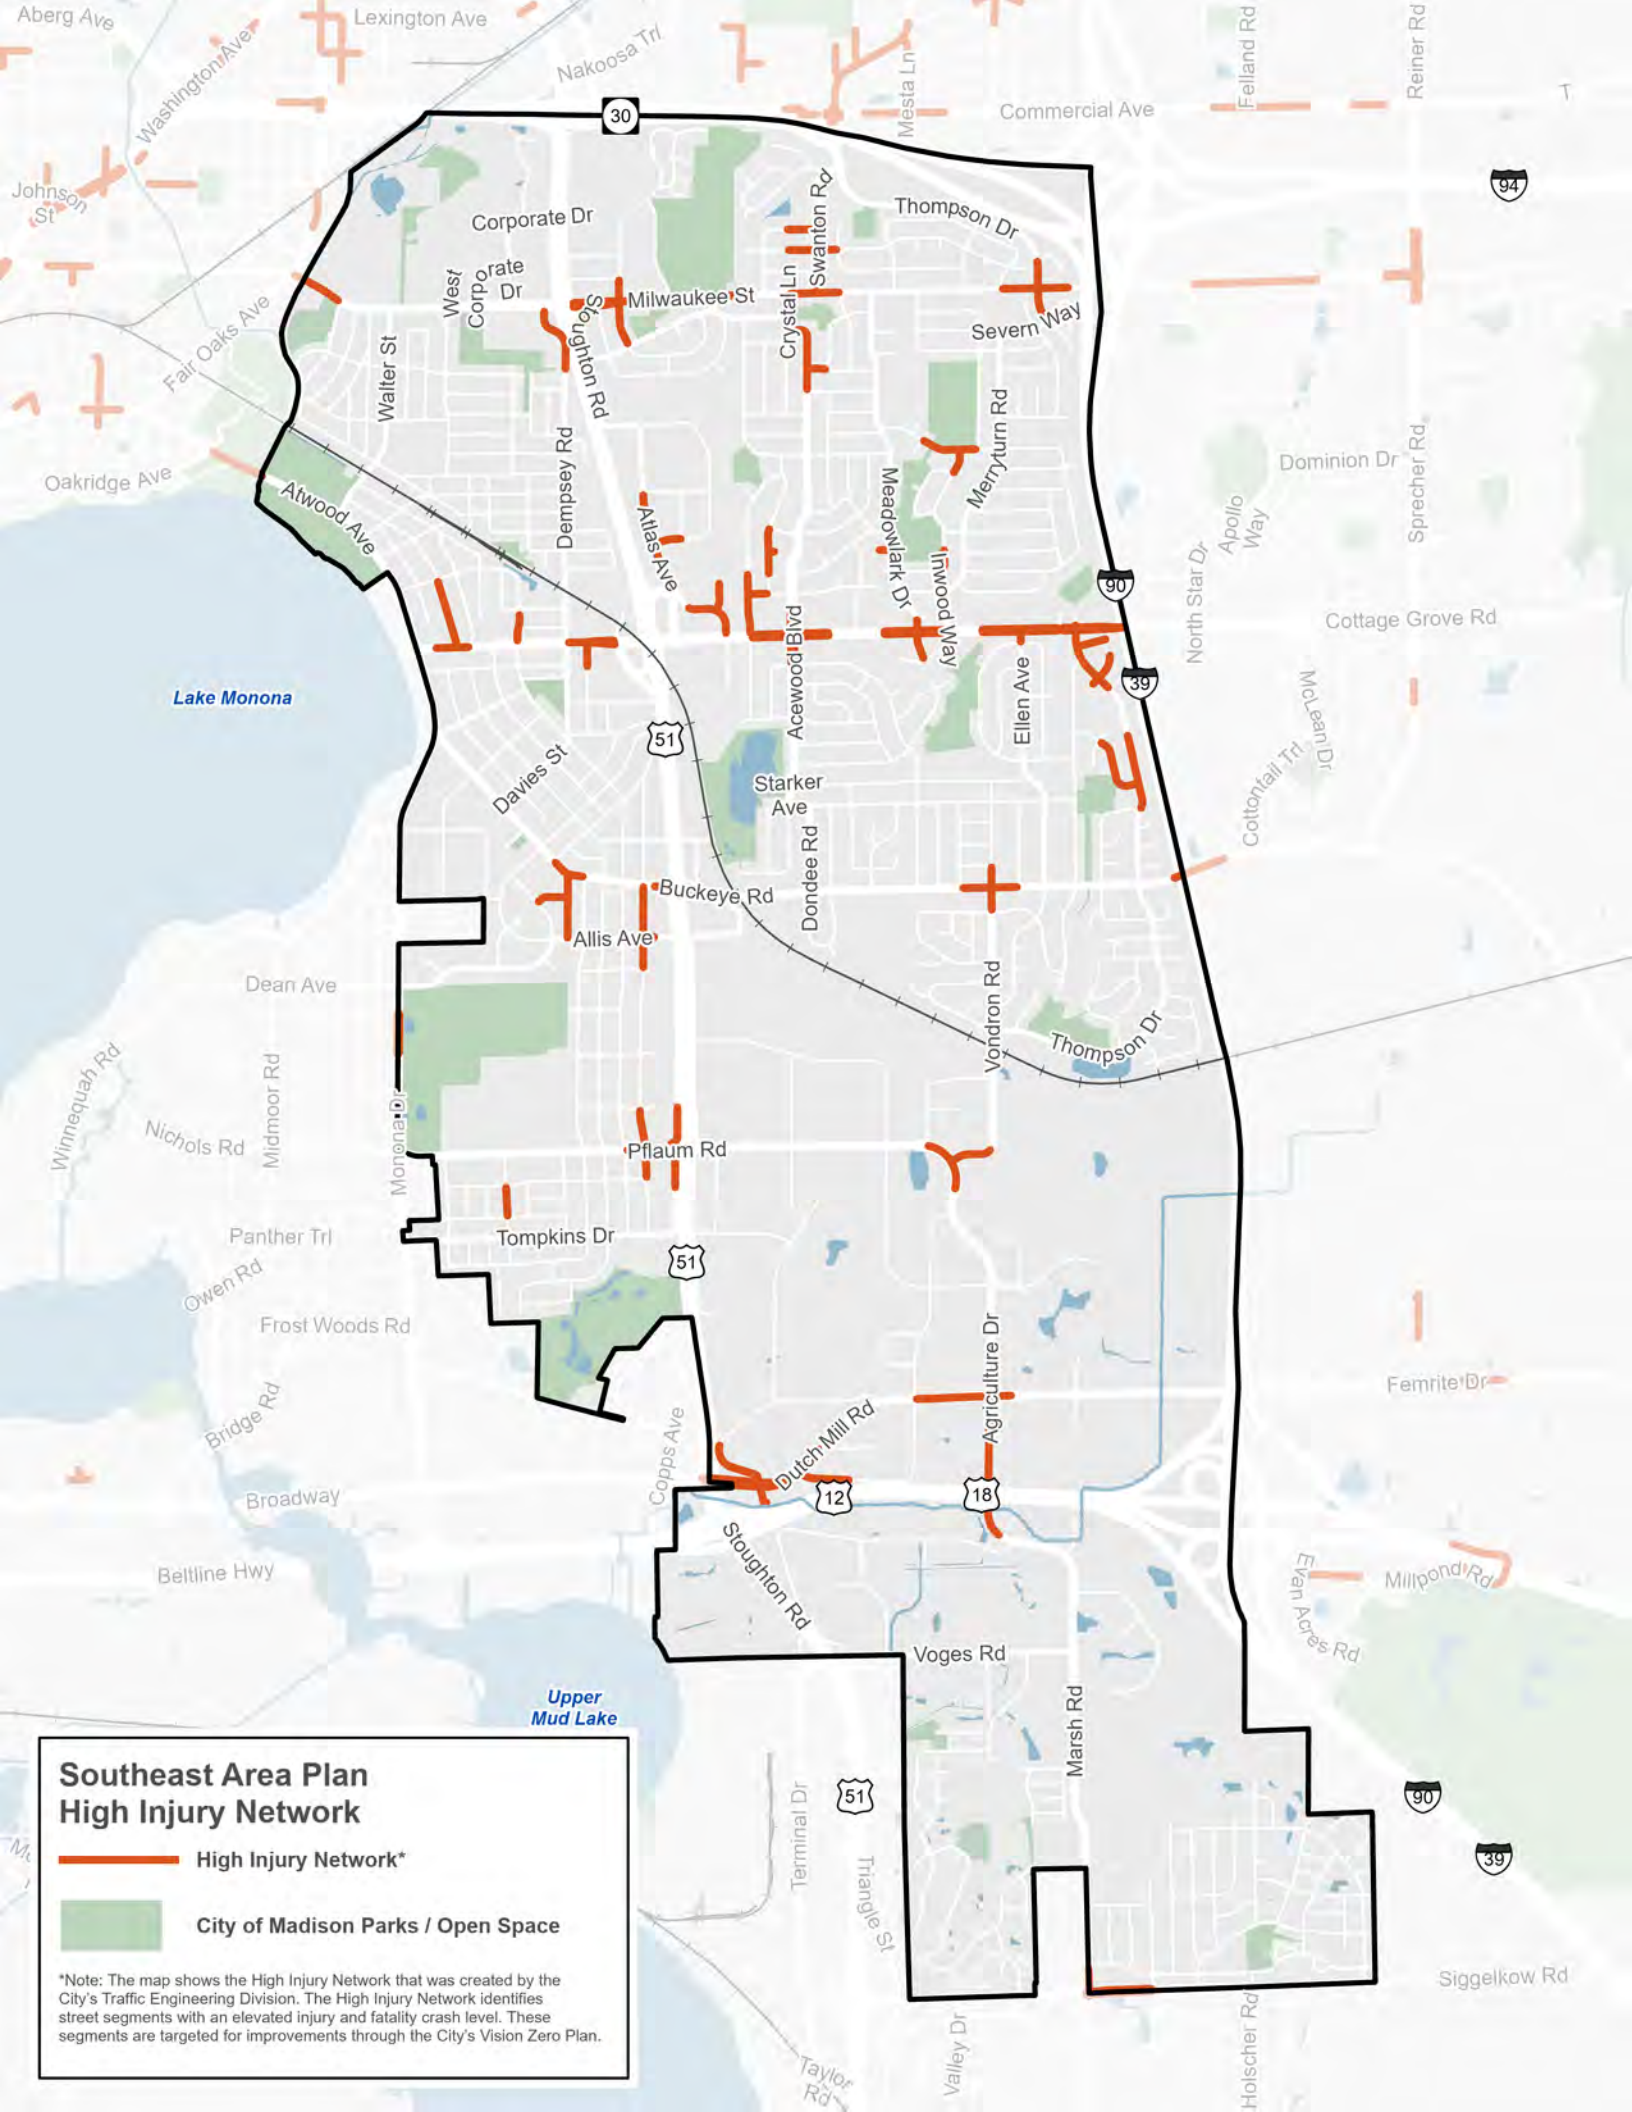 Aberg Ave
Lexington Ave
Washington Ave
Nakoosa Trl
Mesta Ln
Commercial Ave
Felland Rd
Reiner Rd
T
30
94
Johnson
St
Corporate Dr
Swanton Rd
Thompson Dr
West
Corporate
Dr
Milwaukee St
Crystal Ln
Severn Way
Fair Oaks Ave
Walter St
Stoughton Rd
Merryturn Rd
Dempsey Rd
Oakridge Ave
Atwood Ave
Atlas Ave
Meadowlark Dr
Inwood Way
Dominion Dr
Sprecher Rd
Apollo
Way
North Star Dr
90
Cottage Grove Rd
Acewood Blvd
Ellen Ave
39
Lake Monona
51
McLean Dr
Davies St
Starker
Ave
Cottontail Trl
Dondee Rd
Buckeye Rd
Allis Ave
Dean Ave
Vondron Rd
Thompson Dr
Winnequah Rd
Midmoor Rd
Nichols Rd
Monona Dr
Pflaum Rd
Panther Trl
Tompkins Dr
51
Owen Rd
Frost Woods Rd
Agriculture Dr
Femrite Dr
Bridge Rd
Copps Ave
Dutch Mill Rd
Broadway
12
18
Beltline Hwy
Stoughton Rd
Evan Acres Rd
Millpond Rd
Voges Rd
Upper
Mud Lake
Marsh Rd
51
90
Terminal Dr
Triangle St
39
Siggelkow Rd
Valley Dr
Holscher Rd
Taylor
Rd
Southeast Area Plan
High Injury Network
High Injury Network*
City of Madison Parks / Open Space
*Note: The map shows the High Injury Network that was created by the
City's Traffic Engineering Division. The High Injury Network identifies
street segments with an elevated injury and fatality crash level. These
segments are targeted for improvements through the City's Vision Zero Plan.